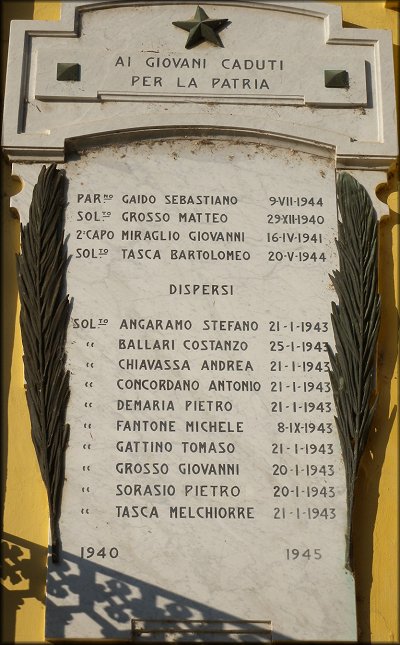 AI GIOVANI CADUTI
PER LA PATRIA
PAR.NO GAIDO SEBASTIANO 9·VII·1944
SOL.TO GROSSO MATTEO 29·XII·1940
2°CAPO MIRAGLIO GIOVANNI 16·IV·1941
SOL.TO TASCA BARTOLOMEO 20·V·1944
DISPERSI
SOL.TO ANGARAMO STEFANO 21·1·1943
“ BALLARI COSTANZO 25·1·1943
“ CHIAVASSA ANDREA 21·1·1943
“ CONCORDANO ANTONIO 21·1·1943
“ DEMARIA PIETRO 21·1·1943
“ FANTONE MICHELE 8·IX·1943
“ GATTINO TOMASO 21·1·1943
“ GROSSO GIOVANNI 20·1·1943
“ SORASIO PIETRO 20·1·1943
“ TASCA MELCHIORRE 21·1·1943
1940 1945